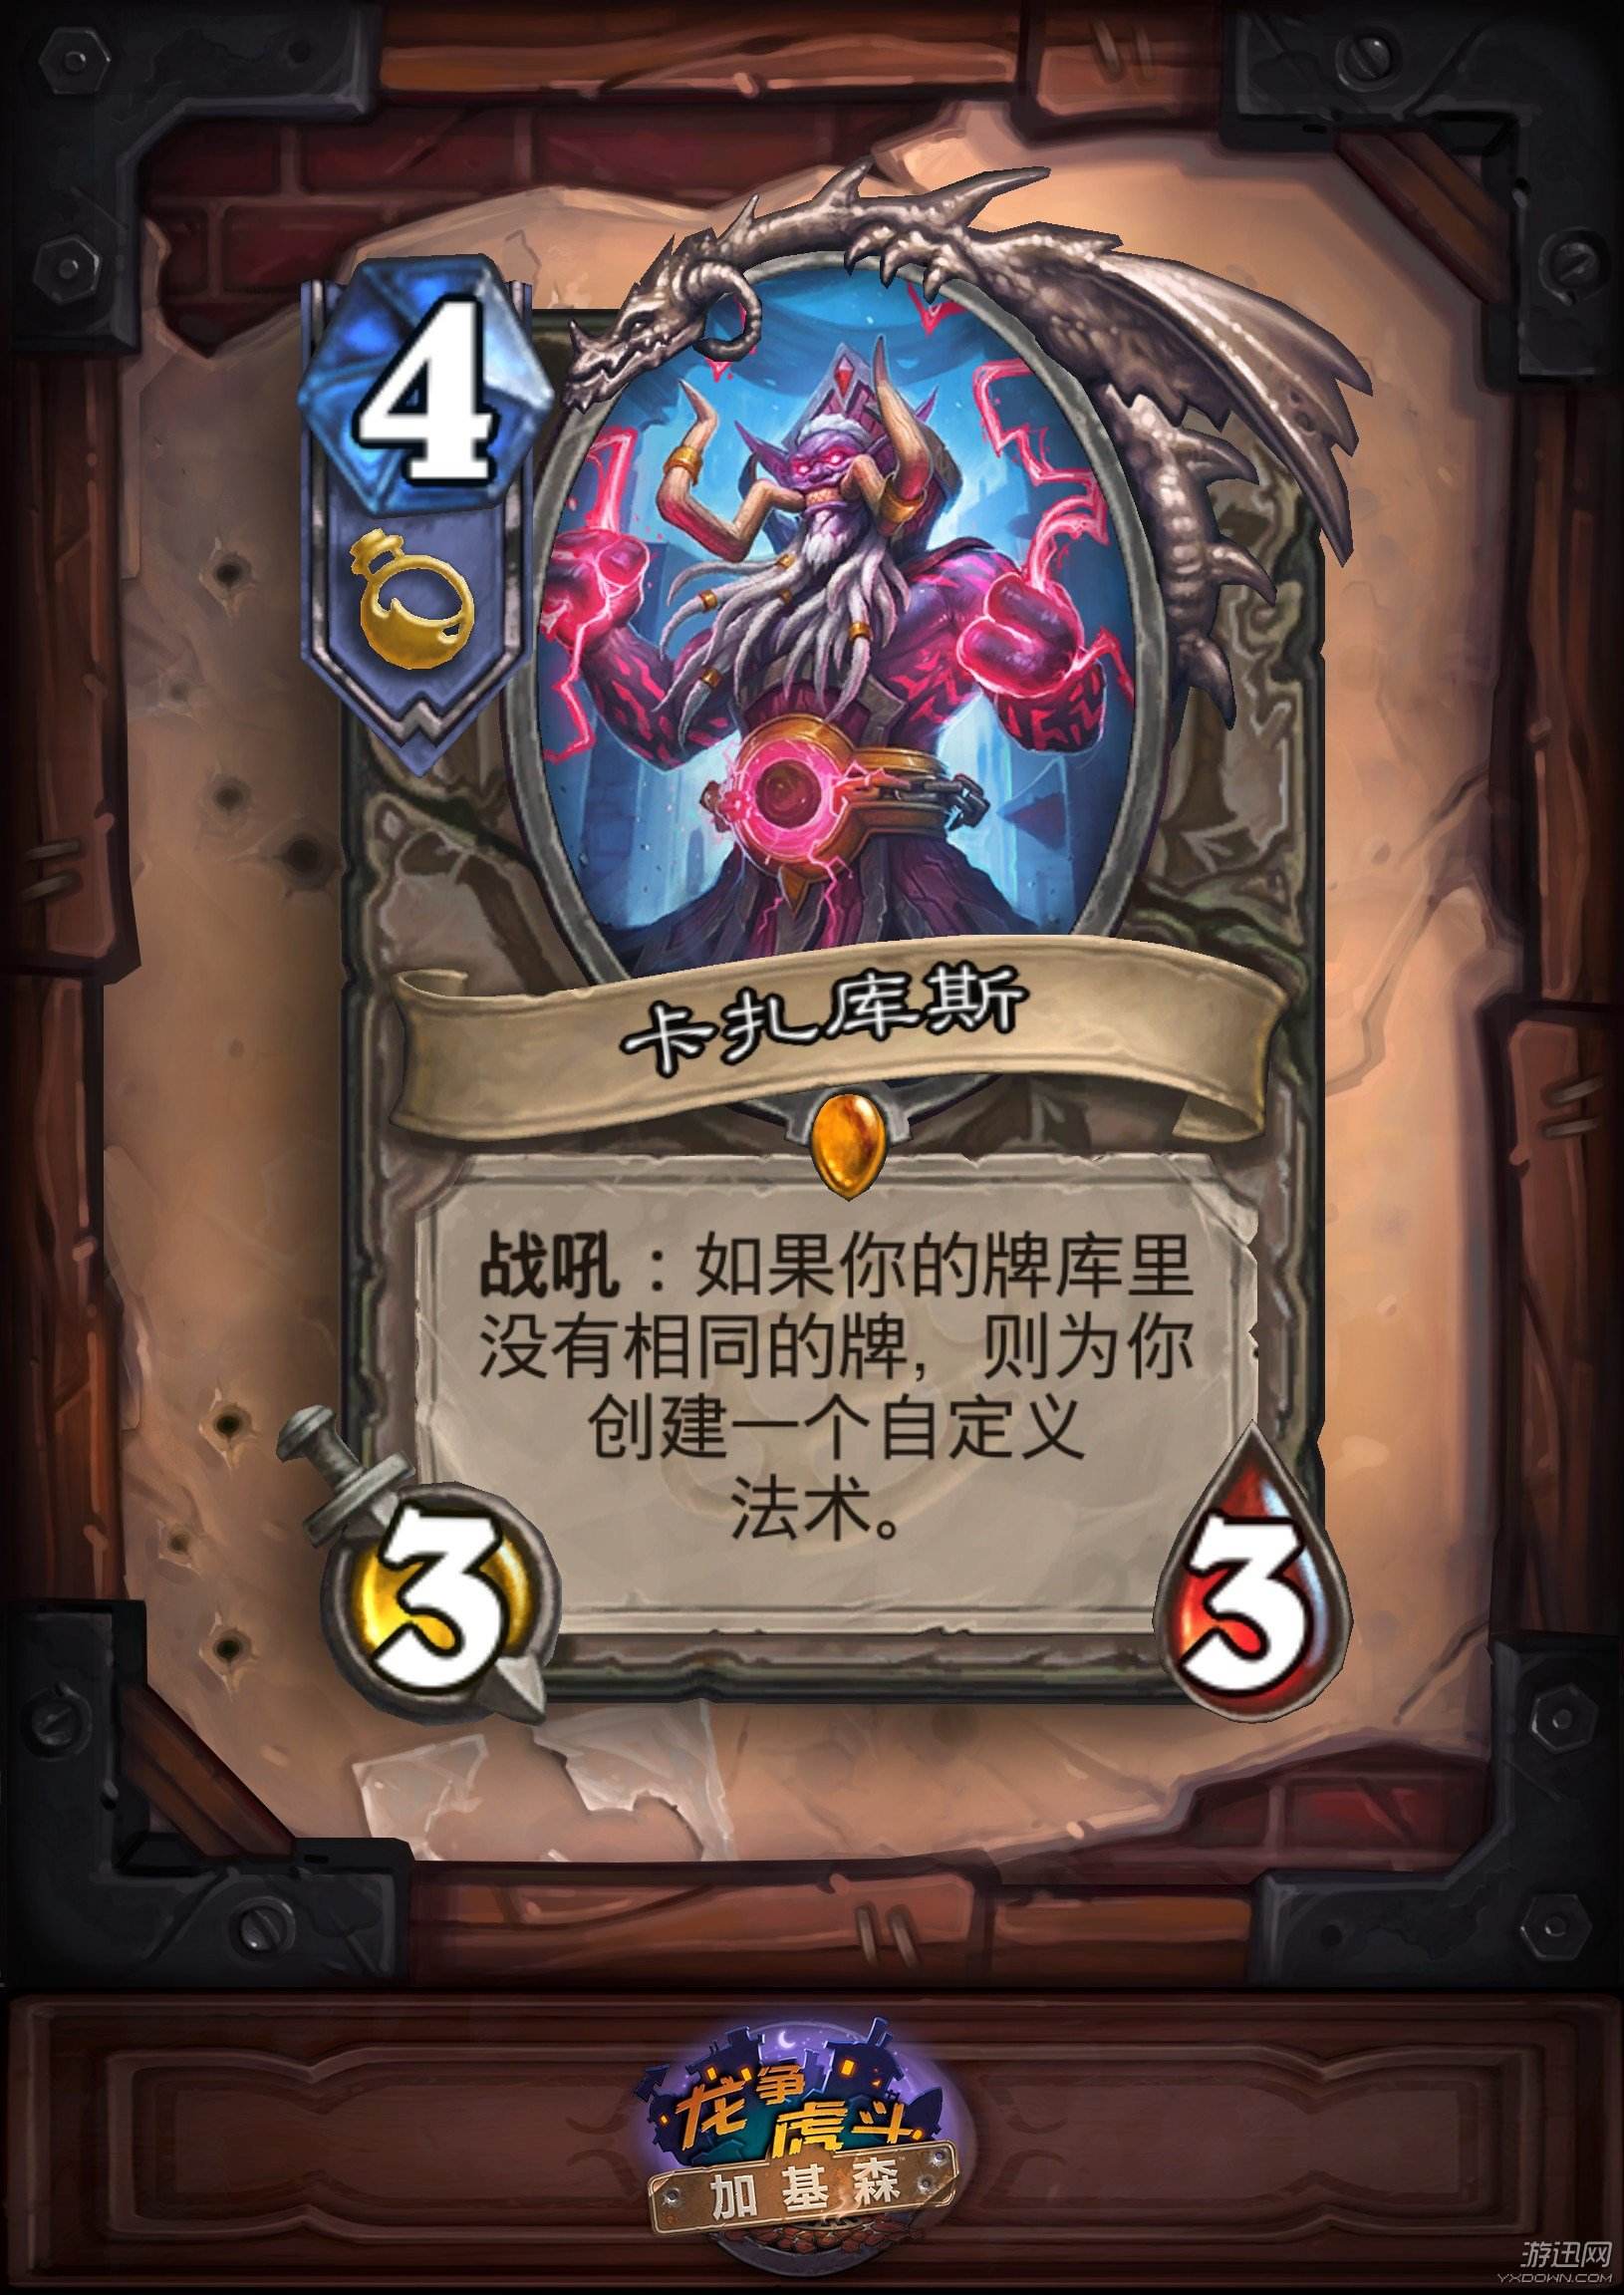 4
卡扎库斯
战吼：如果你的牌库里
没有相同的牌，则为你
创建一个自定义
法术。
3
3
龙争虎斗
加基森
游迅网
YXDOWN.COM